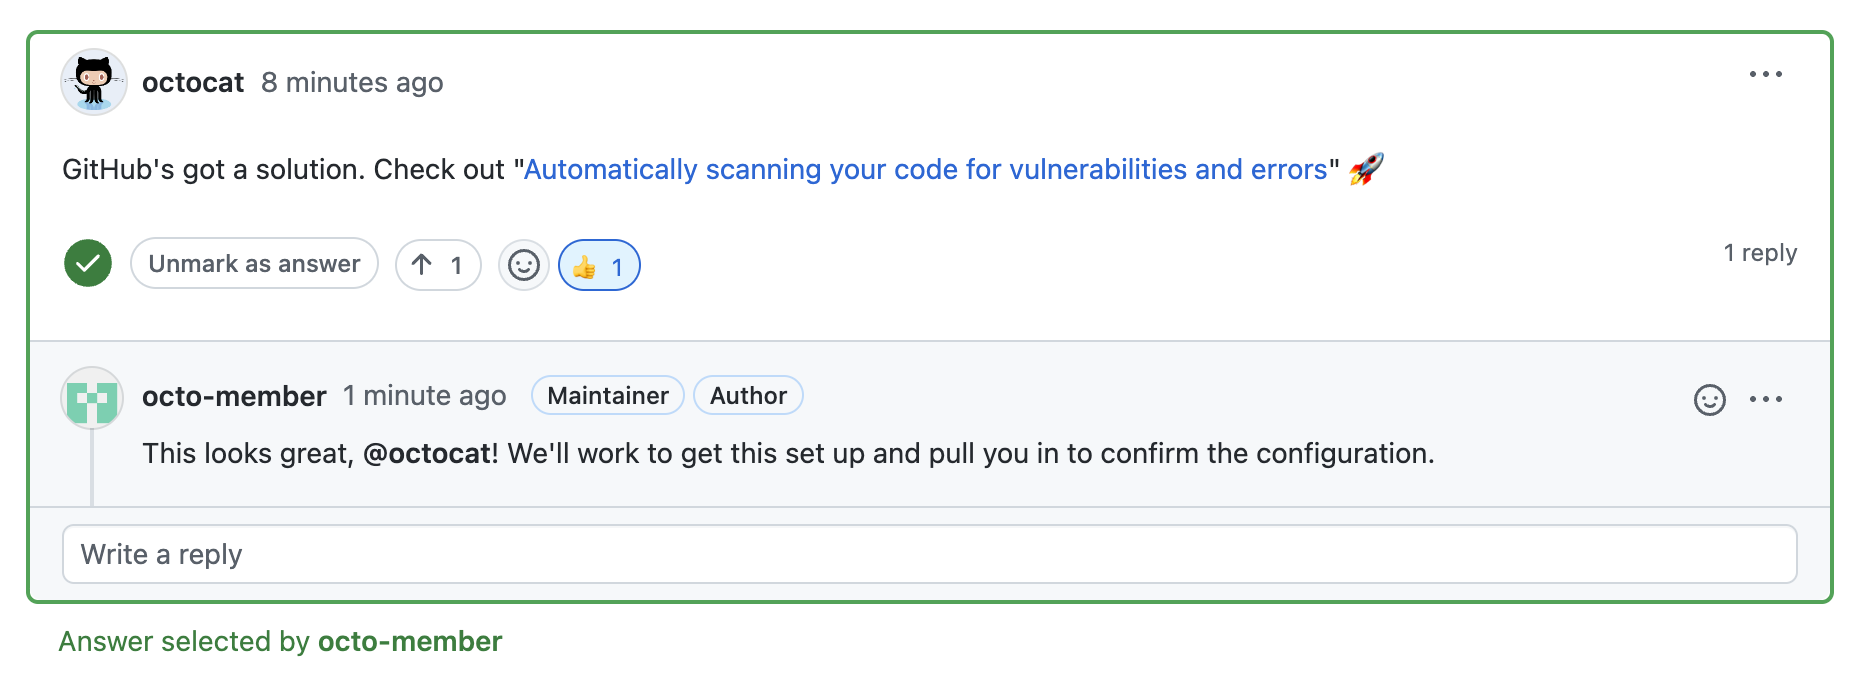 octocat 8 minutes ago
GitHub's got a solution. Check out "Automatically scanning your code for vulnerabilities and errors" 🚀
Unmark as answer ↑ 1 👍 1 1 reply
octo-member 1 minute ago Maintainer Author
This looks great, @octocat! We'll work to get this set up and pull you in to confirm the configuration.
Write a reply
Answer selected by octo-member